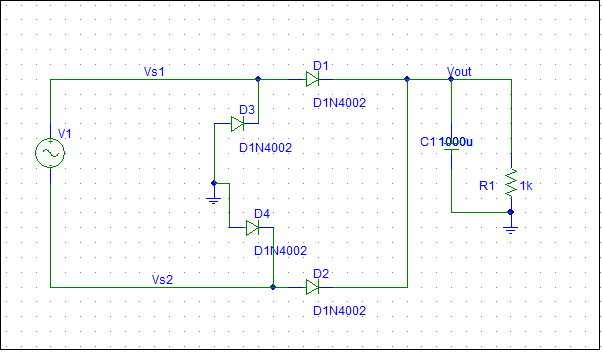 Vs1
D1
Vout
D1N4002
D3
V1
D1N4002
C1 1000u
R1
1k
D4
D1N4002
Vs2
D2
D1N4002